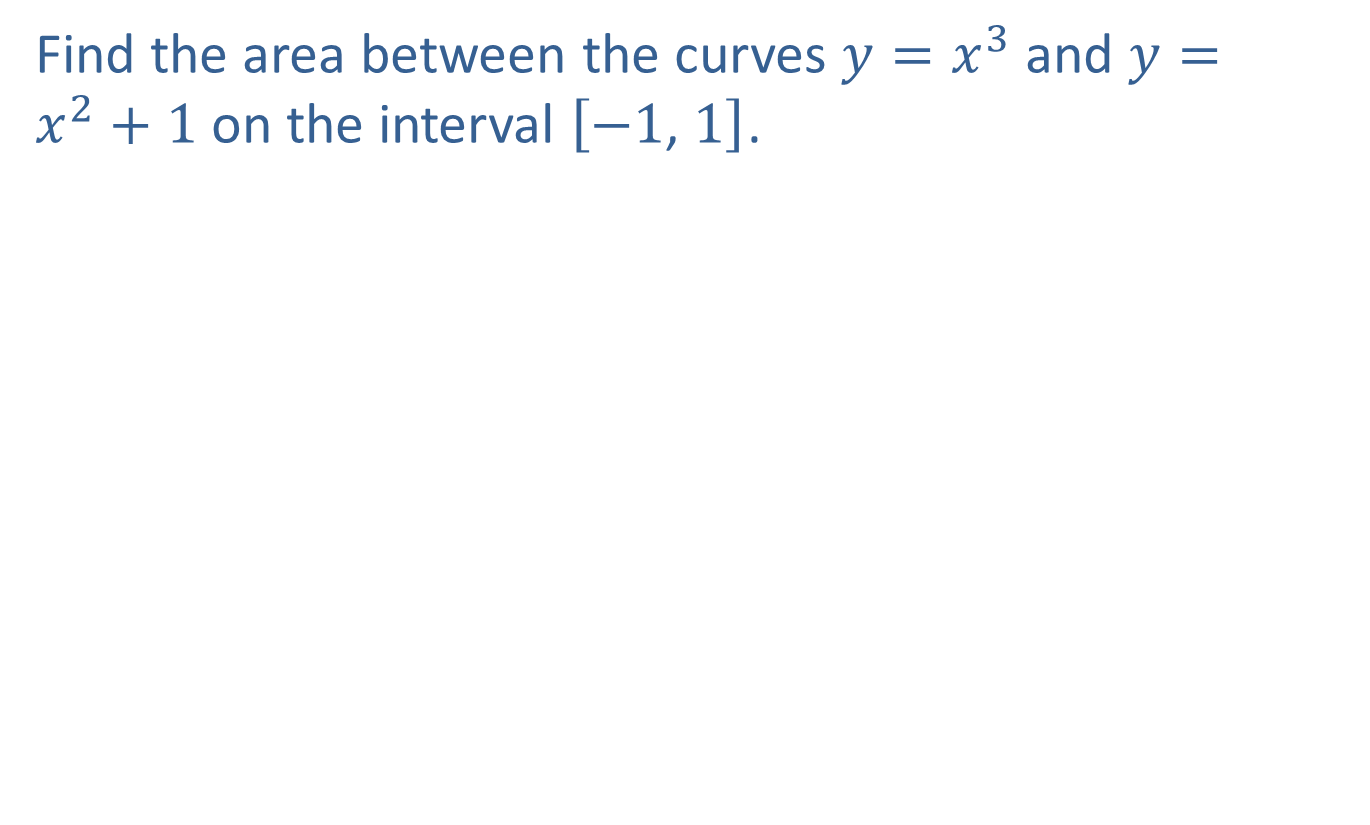 Find the area between the curves 𝑦 = 𝑥³ and 𝑦 =
𝑥² + 1 on the interval [−1, 1].